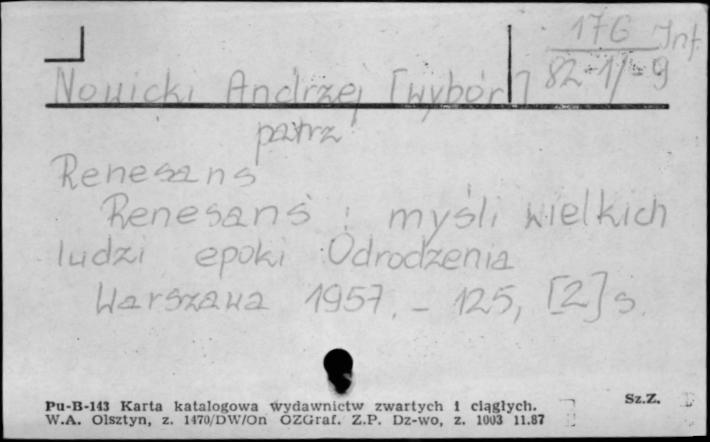 176 Inf.
Nowicki Andrzej [wybór] 82-1/-9
patrz
Renesans
Renesans : myśli wielkich
ludzi epoki Odrodzenia
Warszawa 1957. - 125, [2] s.
Pu-B-143 Karta katalogowa wydawnictw zwartych i ciągłych. Sz.Z.
W.A. Olsztyn, z. 1470/DW/On OZGraf. Z.P. Dz-wo, z. 1003 11.87